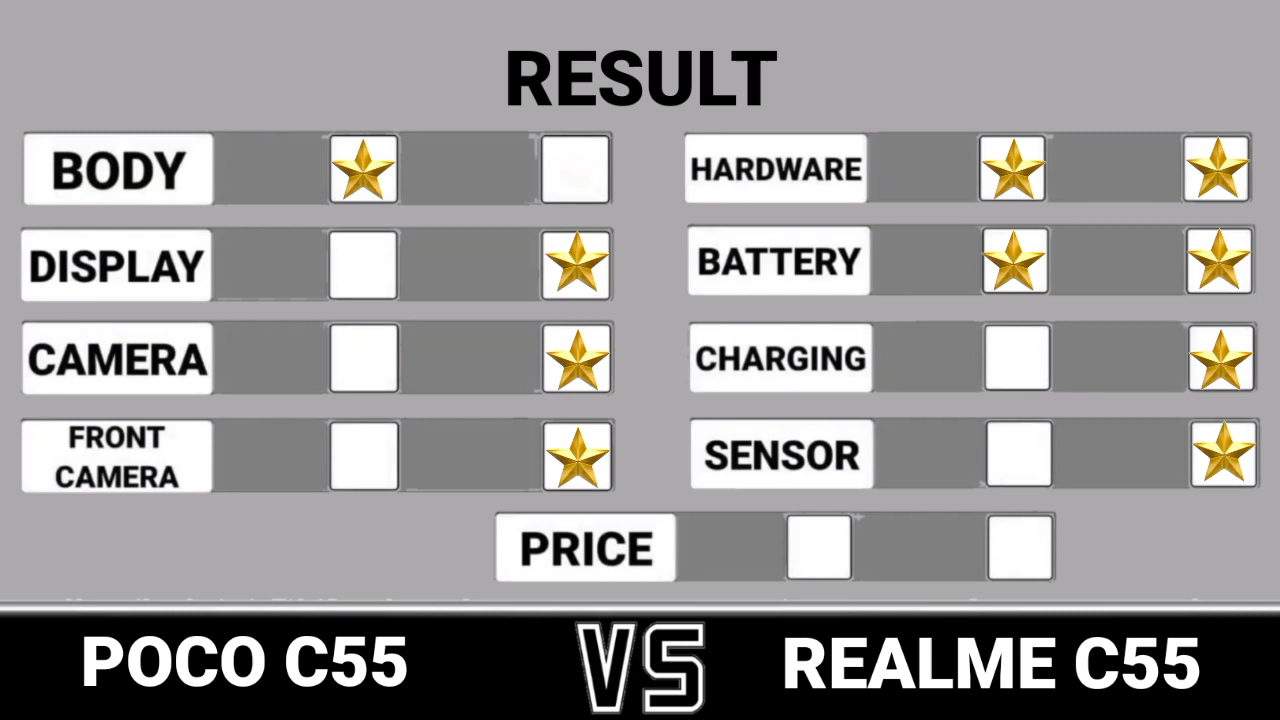 RESULT
BODY
HARDWARE
DISPLAY
BATTERY
CAMERA
CHARGING
FRONT
CAMERA
SENSOR
PRICE
POCO C55
VS
REALME C55